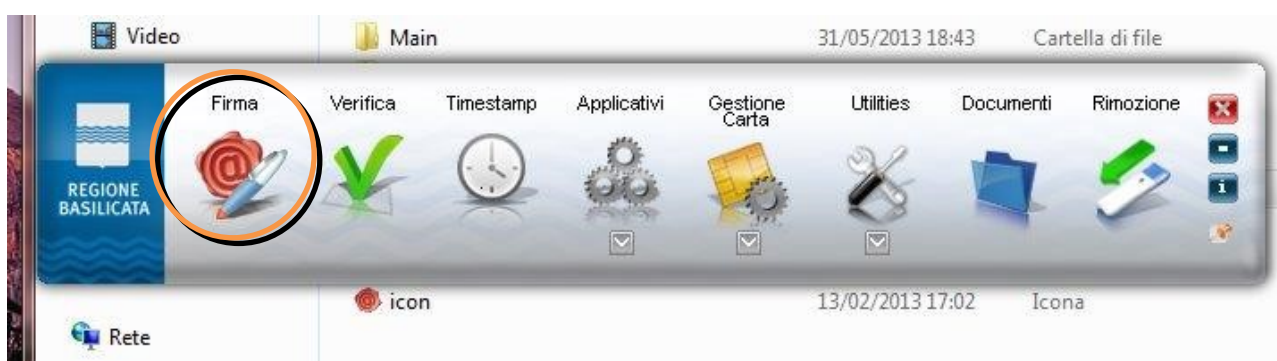 Video
Main 31/05/2013 18:43 Cartella di file
REGIONE
BASILICATA
Firma
Verifica
Timestamp
Applicativi
Gestione
Carta
Utilities
Documenti
Rimozione
icon 13/02/2013 17:02 Icona
Rete